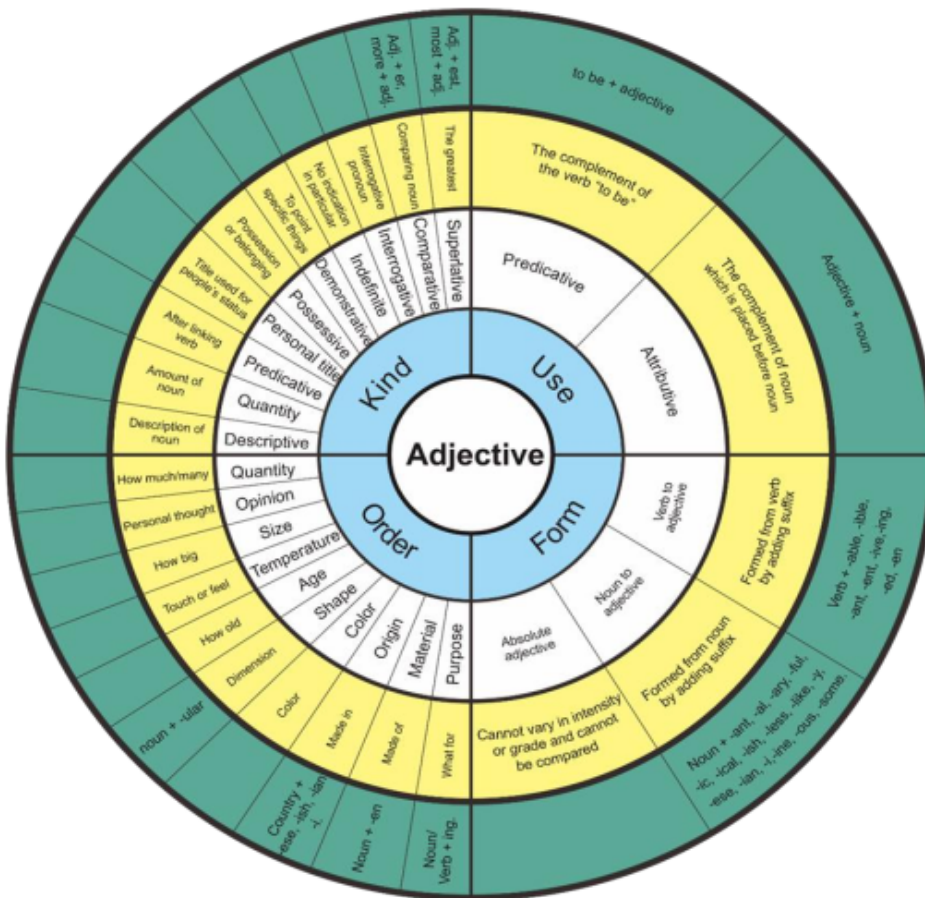 Adjective
Use
Predicative
The complement of
the verb "to be"
to be + adjective
Attributive
The complement of noun
which is placed before noun
Adjective + noun
Form
Verb to
adjective
Formed from verb
by adding suffix
Verb + -able, -ible,
-ant, -ent, -ive,-ing,
-ed, -en
Noun to
adjective
Formed from noun
by adding suffix
Noun + -ant, -al, -ary, -ful,
-ic, -ical, -ish, -less, -like, -y,
-ese, -ian, -i,-ine, -ous, -some.
Absolute
adjective
Cannot vary in intensity
or grade and cannot
be compared
Order
Purpose
What for
Noun/
Verb + ing.
Material
Made of
Noun + -en
Origin
Made in
Country +
-ese, -ish, -ian
-i.
Color
Color
Shape
Dimension
noun + -ular
Age
How old
Temperature
Touch or feel
Size
How big
Opinion
Personal thought
Quantity
How much/many
Kind
Descriptive
Description of
noun
Quantity
Amount of
noun
Predicative
After linking
verb
Personal title
Title used for
people's status
Possessive
Possession
or belonging
Demonstrative
To point
specific things
Indefinite
No indication
in particular
Interrogative
Interrogative
pronoun
Comparative
Comparing noun
Adj. + er,
more + adj.
Superlative
The greatest
Adj. + est,
most + adj.